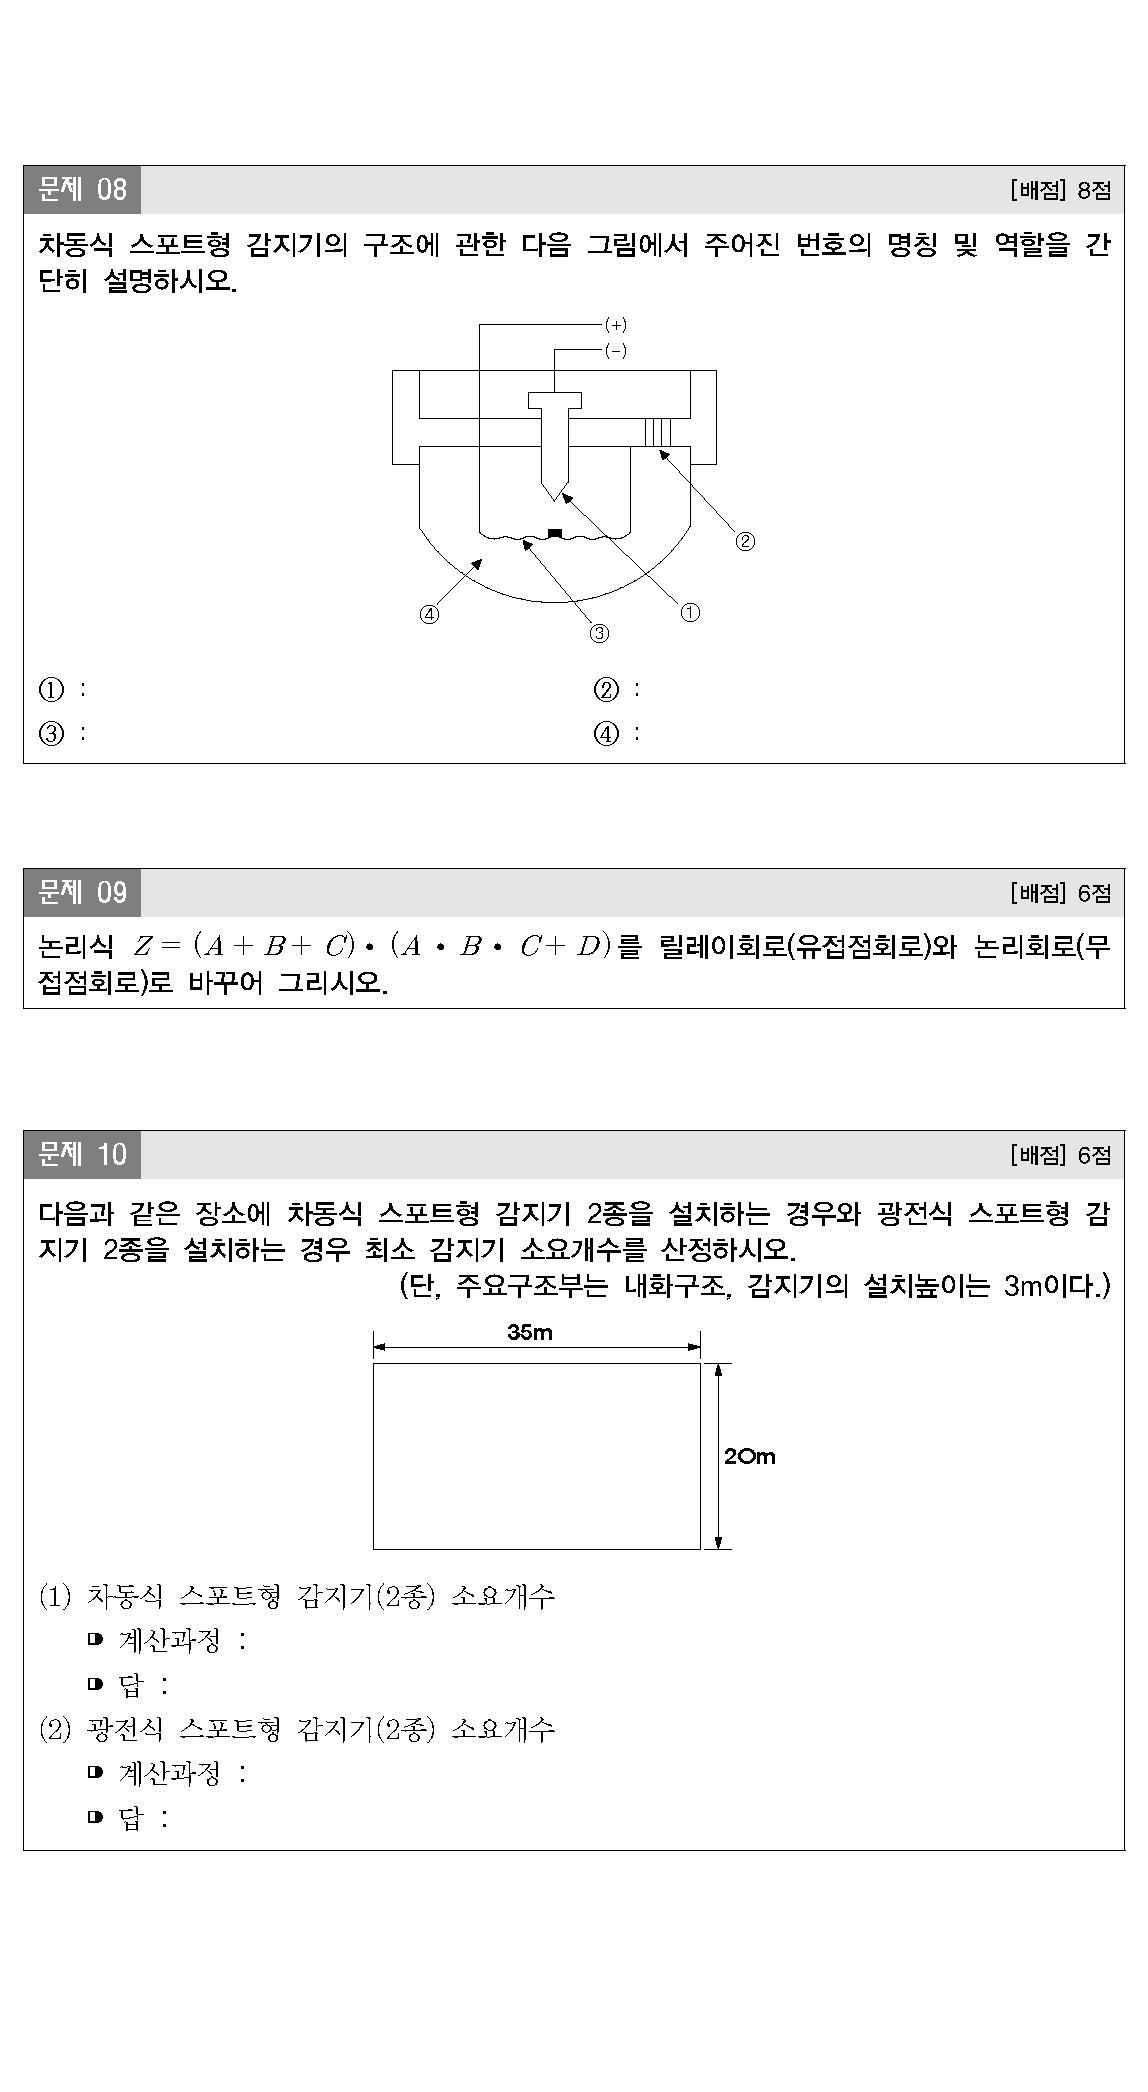 문제 08 [배점] 8점
차동식 스포트형 감지기의 구조에 관한 다음 그림에서 주어진 번호의 명칭 및 역할을 간
단히 설명하시오.
(+)
(-)
②
④
①
③
① : ② :
③ : ④ :
문제 09 [배점] 6점
논리식 Z = (A + B + C) • (A • B • C + D)를 릴레이회로(유접점회로)와 논리회로(무
접점회로)로 바꾸어 그리시오.
문제 10 [배점] 6점
다음과 같은 장소에 차동식 스포트형 감지기 2종을 설치하는 경우와 광전식 스포트형 감
지기 2종을 설치하는 경우 최소 감지기 소요개수를 산정하시오.
(단, 주요구조부는 내화구조, 감지기의 설치높이는 3m이다.)
35m
20m
(1) 차동식 스포트형 감지기(2종) 소요개수
계산과정 :
답 :
(2) 광전식 스포트형 감지기(2종) 소요개수
계산과정 :
답 :